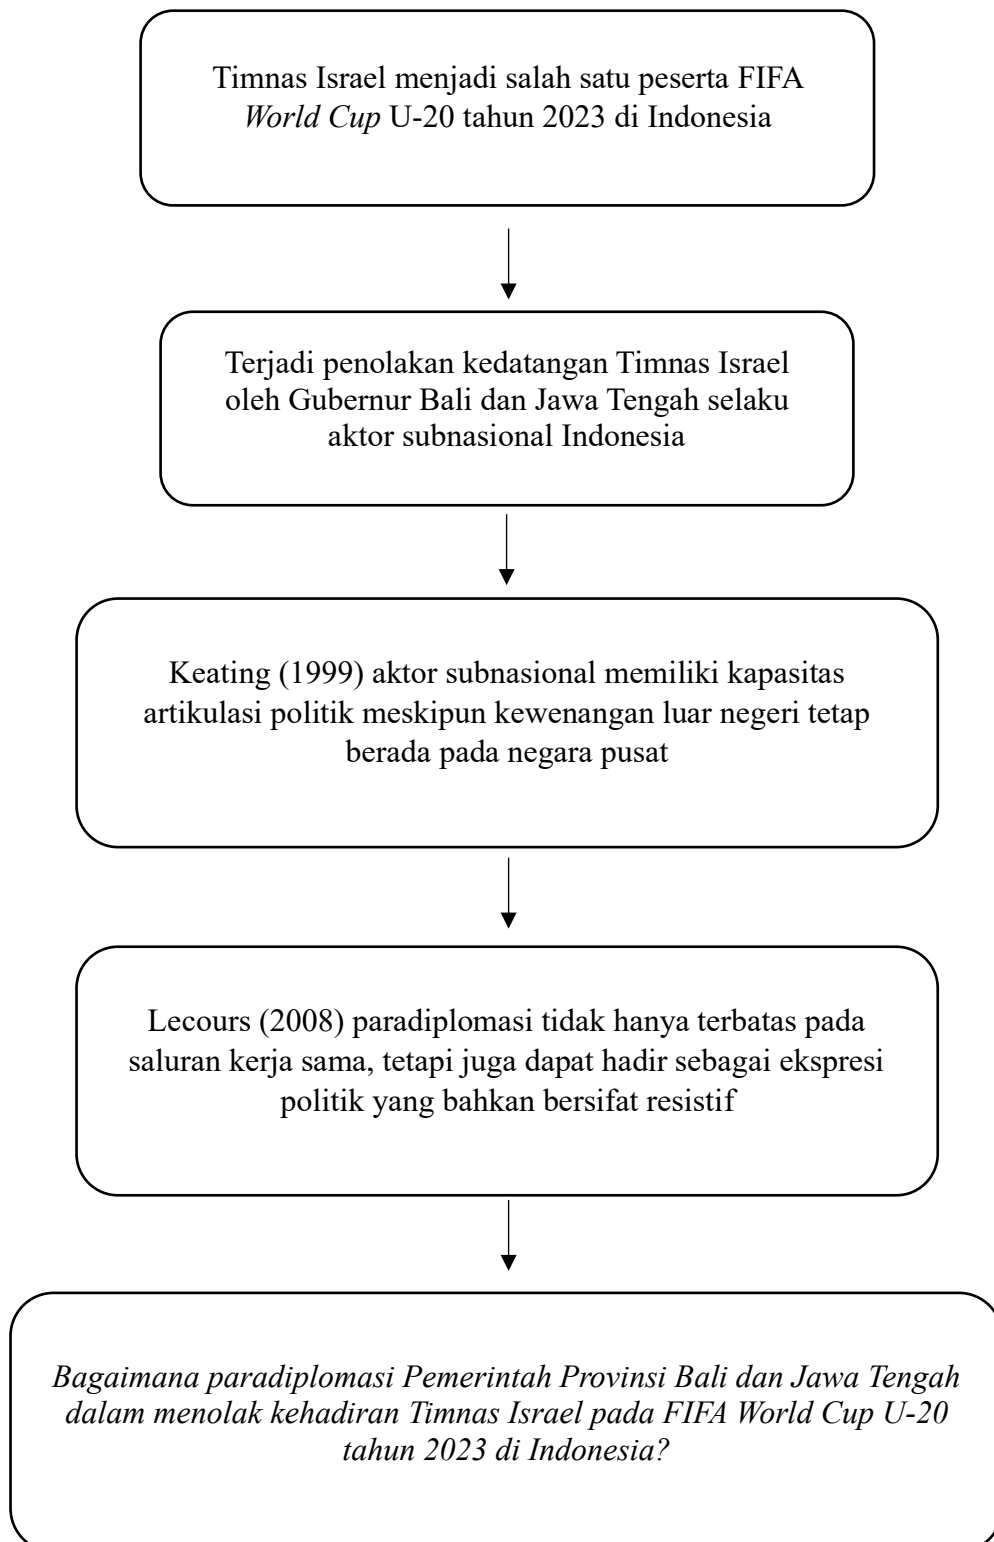 Timnas Israel menjadi salah satu peserta FIFA
World Cup U-20 tahun 2023 di Indonesia
Terjadi penolakan kedatangan Timnas Israel
oleh Gubernur Bali dan Jawa Tengah selaku
aktor subnasional Indonesia
Keating (1999) aktor subnasional memiliki kapasitas
artikulasi politik meskipun kewenangan luar negeri tetap
berada pada negara pusat
Lecours (2008) paradiplomasi tidak hanya terbatas pada
saluran kerja sama, tetapi juga dapat hadir sebagai ekspresi
politik yang bahkan bersifat resistif
Bagaimana paradiplomasi Pemerintah Provinsi Bali dan Jawa Tengah
dalam menolak kehadiran Timnas Israel pada FIFA World Cup U-20
tahun 2023 di Indonesia?